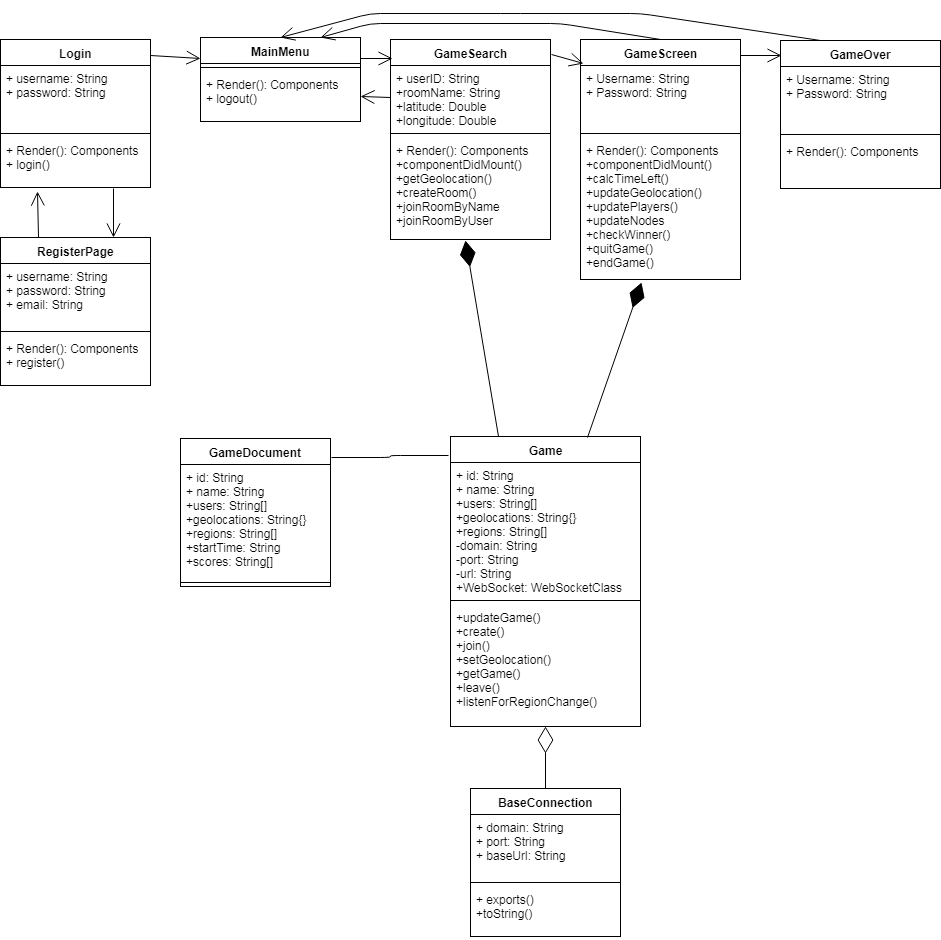 Login
+ username: String
+ password: String
+ Render(): Components
+ login()
MainMenu
+ Render(): Components
+ logout()
GameSearch
+ userID: String
+roomName: String
+latitude: Double
+longitude: Double
+ Render(): Components
+componentDidMount()
+getGeolocation()
+createRoom()
+joinRoomByName
+joinRoomByUser
GameScreen
+ Username: String
+ Password: String
+ Render(): Components
+componentDidMount()
+calcTimeLeft()
+updateGeolocation()
+updatePlayers()
+updateNodes
+checkWinner()
+quitGame()
+endGame()
GameOver
+ Username: String
+ Password: String
+ Render(): Components
RegisterPage
+ username: String
+ password: String
+ email: String
+ Render(): Components
+ register()
GameDocument
+ id: String
+ name: String
+users: String[]
+geolocations: String{}
+regions: String[]
+startTime: String
+scores: String[]
Game
+ id: String
+ name: String
+users: String[]
+geolocations: String{}
+regions: String[]
-domain: String
-port: String
-url: String
+WebSocket: WebSocketClass
+updateGame()
+create()
+join()
+setGeolocation()
+getGame()
+leave()
+listenForRegionChange()
BaseConnection
+ domain: String
+ port: String
+ baseUrl: String
+ exports()
+toString()